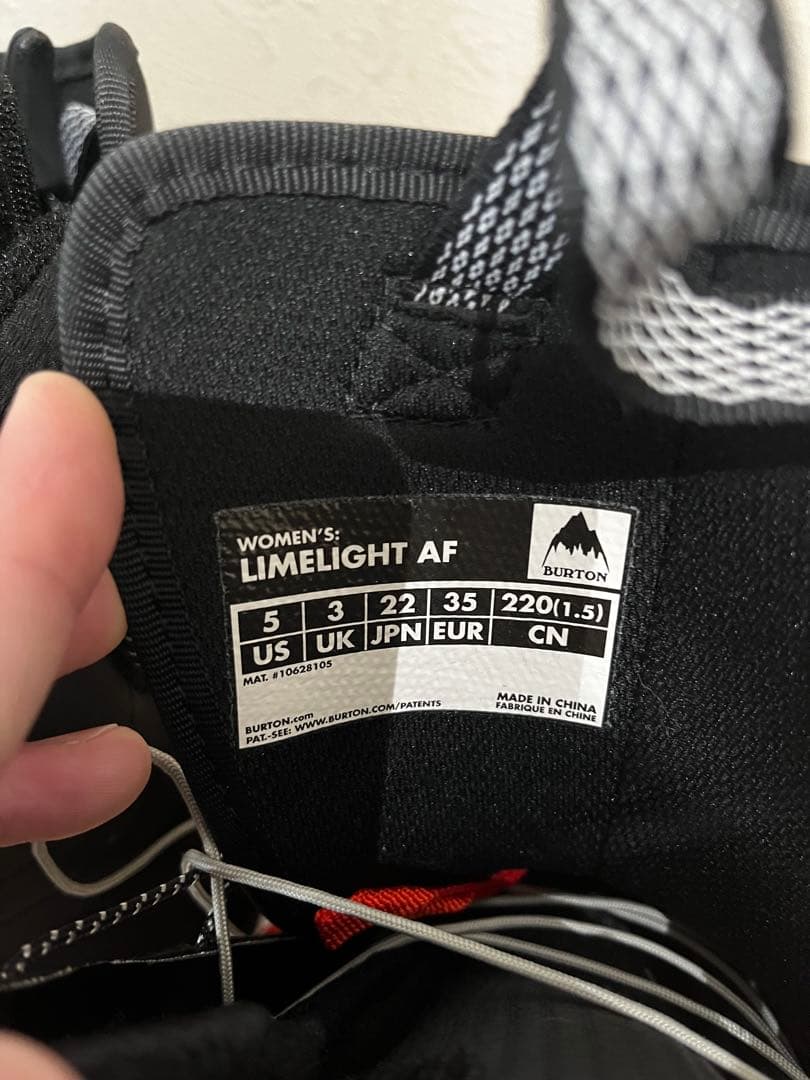 WOMEN'S:
LIMELIGHT AF
BURTON
5 3 22 35 220(1.5)
US UK JPN EUR CN
MAT. #10628105
BURTON.com
PAT.-SEE: WWW.BURTON.COM/PATENTS
MADE IN CHINA
FABRIQUE EN CHINE